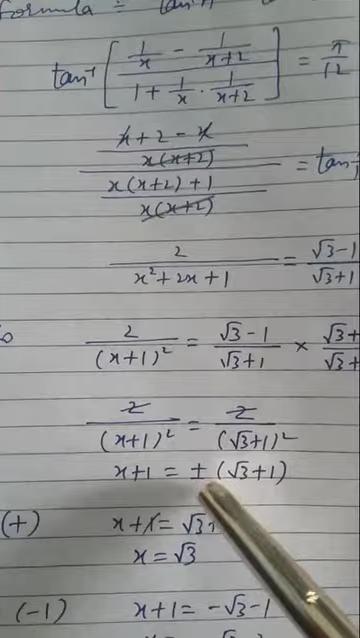 Formula =
tan⁻¹ [ (1/x - 1/(x+2)) / (1 + 1/x · 1/(x+2)) ] = π/12
((x+2-x) / (x(x+2))) / ((x(x+2)+1) / (x(x+2))) = tan
2/(x²+2x+1) = (√3-1)/(√3+1)
2/(x+1)² = (√3-1)/(√3+1) × (√3+)/(√3+)
2/(x+1)² = 2/(√3+1)²
x+1 = ± (√3+1)
(+) x+1 = √3+
x = √3
(-1) x+1 = -√3-1